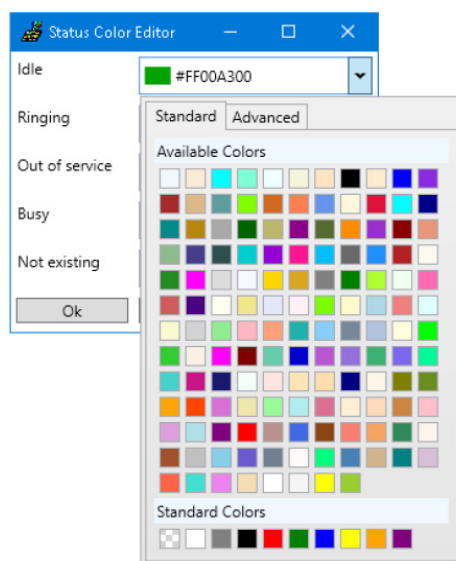 Status Color Editor
Idle
#FF00A300
Ringing
Standard
Advanced
Out of service
Available Colors
Busy
Not existing
Ok
Standard Colors